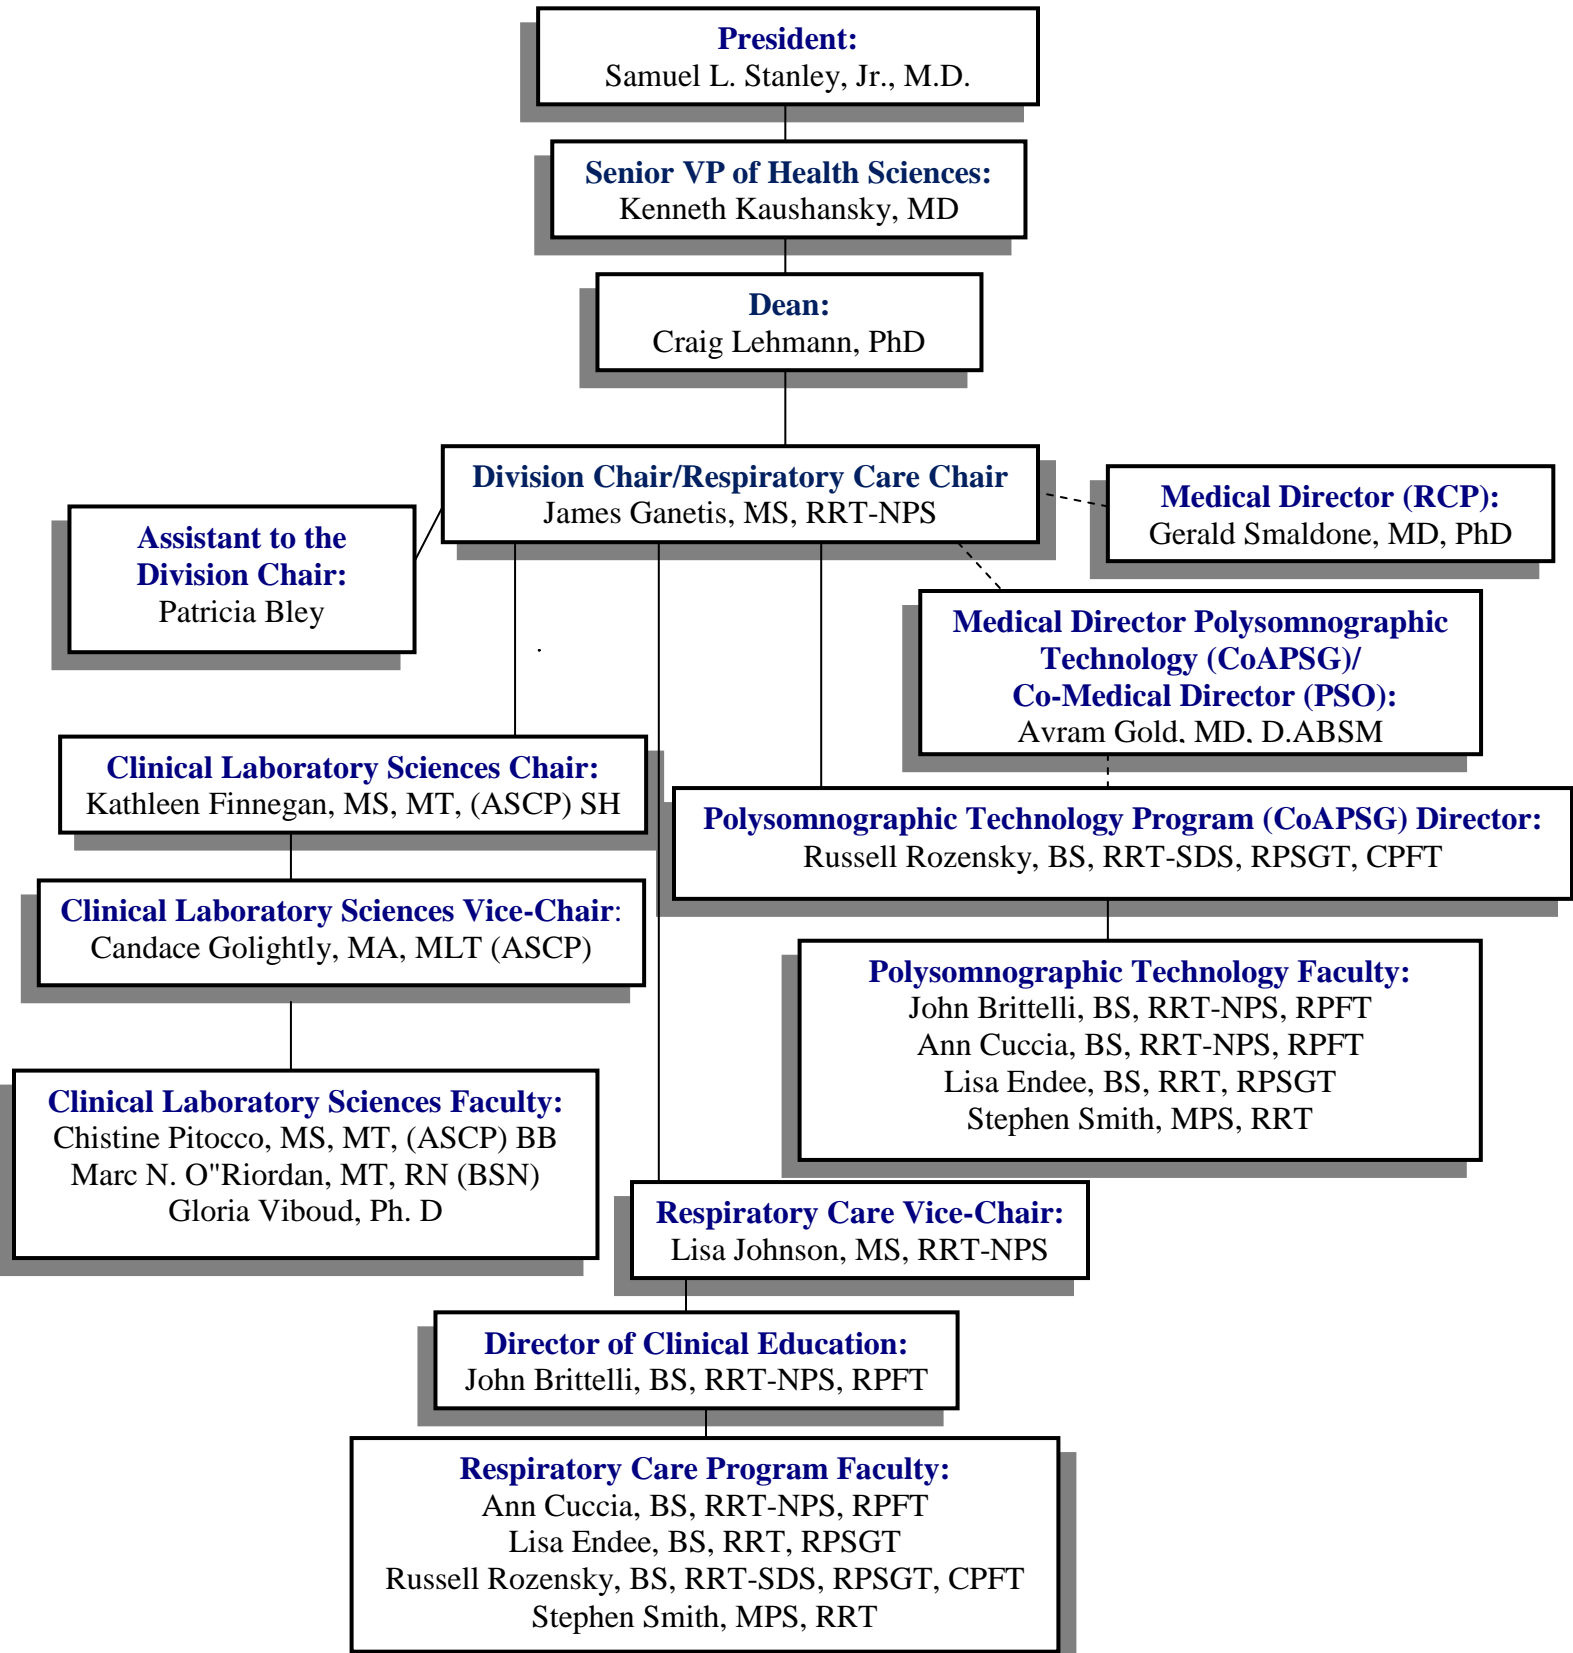 President:
Samuel L. Stanley, Jr., M.D.
Senior VP of Health Sciences:
Kenneth Kaushansky, MD
Dean:
Craig Lehmann, PhD
Division Chair/Respiratory Care Chair
James Ganetis, MS, RRT-NPS
Medical Director (RCP):
Gerald Smaldone, MD, PhD
Assistant to the
Division Chair:
Patricia Bley
Medical Director Polysomnographic
Technology (CoAPSG)/
Co-Medical Director (PSO):
Avram Gold, MD, D.ABSM
Clinical Laboratory Sciences Chair:
Kathleen Finnegan, MS, MT, (ASCP) SH
Polysomnographic Technology Program (CoAPSG) Director:
Russell Rozensky, BS, RRT-SDS, RPSGT, CPFT
Clinical Laboratory Sciences Vice-Chair:
Candace Golightly, MA, MLT (ASCP)
Polysomnographic Technology Faculty:
John Brittelli, BS, RRT-NPS, RPFT
Ann Cuccia, BS, RRT-NPS, RPFT
Lisa Endee, BS, RRT, RPSGT
Stephen Smith, MPS, RRT
Clinical Laboratory Sciences Faculty:
Chistine Pitocco, MS, MT, (ASCP) BB
Marc N. O"Riordan, MT, RN (BSN)
Gloria Viboud, Ph. D
Respiratory Care Vice-Chair:
Lisa Johnson, MS, RRT-NPS
Director of Clinical Education:
John Brittelli, BS, RRT-NPS, RPFT
Respiratory Care Program Faculty:
Ann Cuccia, BS, RRT-NPS, RPFT
Lisa Endee, BS, RRT, RPSGT
Russell Rozensky, BS, RRT-SDS, RPSGT, CPFT
Stephen Smith, MPS, RRT